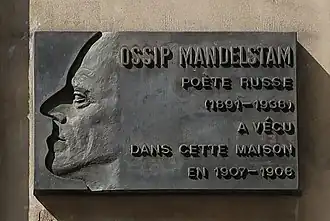 OSSIP MANDELSTAM
POÈTE RUSSE
(1891-1938)
A VÉCU
DANS CETTE MAISON
EN 1907-1908